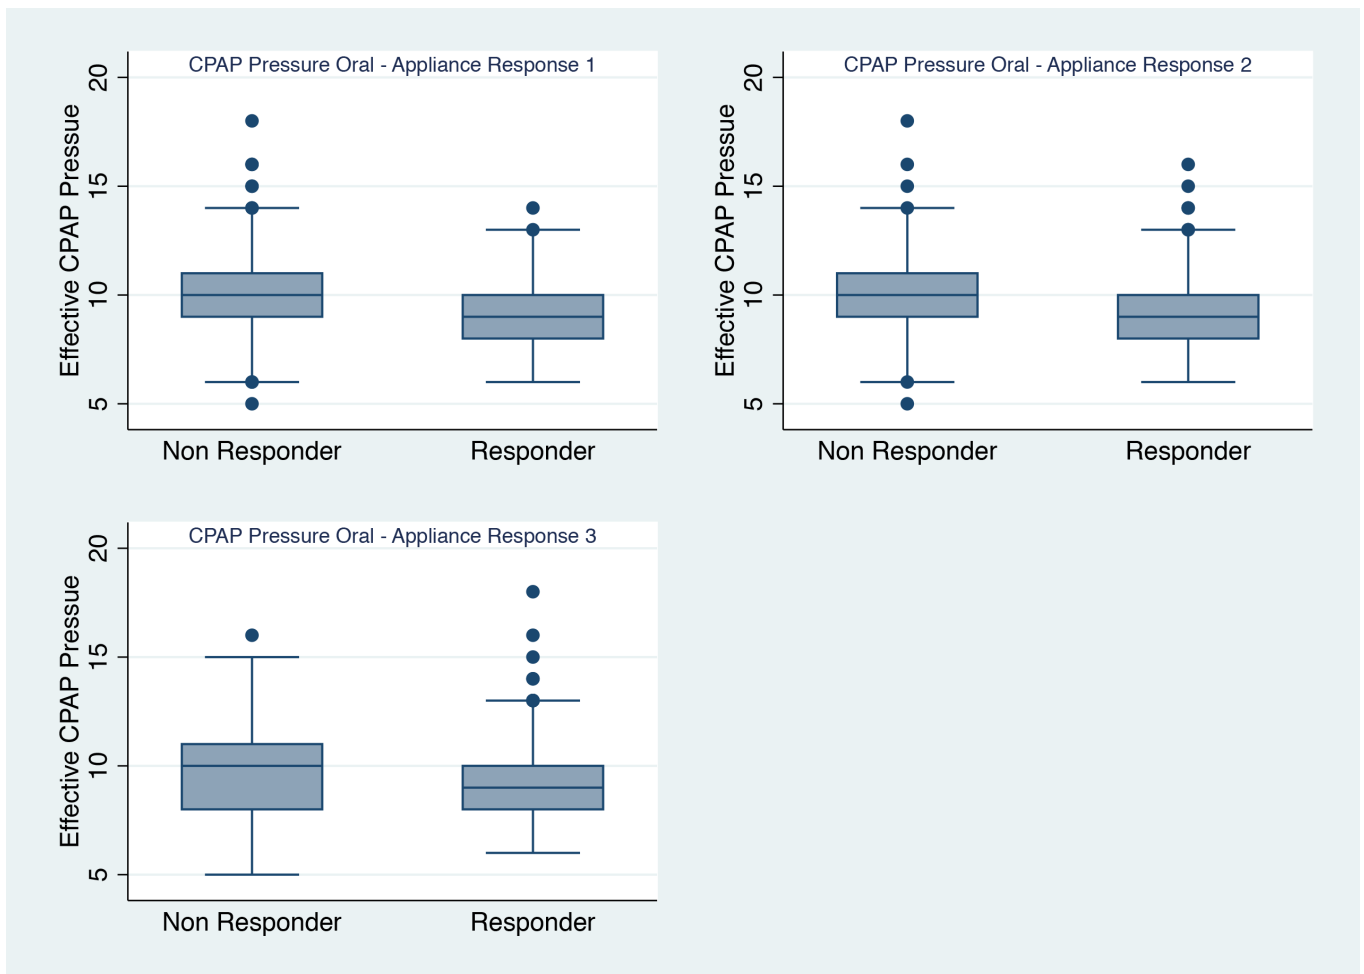 CPAP Pressure Oral - Appliance Response 1
Effective CPAP Pressue
20
15
10
5
Non Responder
Responder
CPAP Pressure Oral - Appliance Response 2
Effective CPAP Pressue
20
15
10
5
Non Responder
Responder
CPAP Pressure Oral - Appliance Response 3
Effective CPAP Pressue
20
15
10
5
Non Responder
Responder